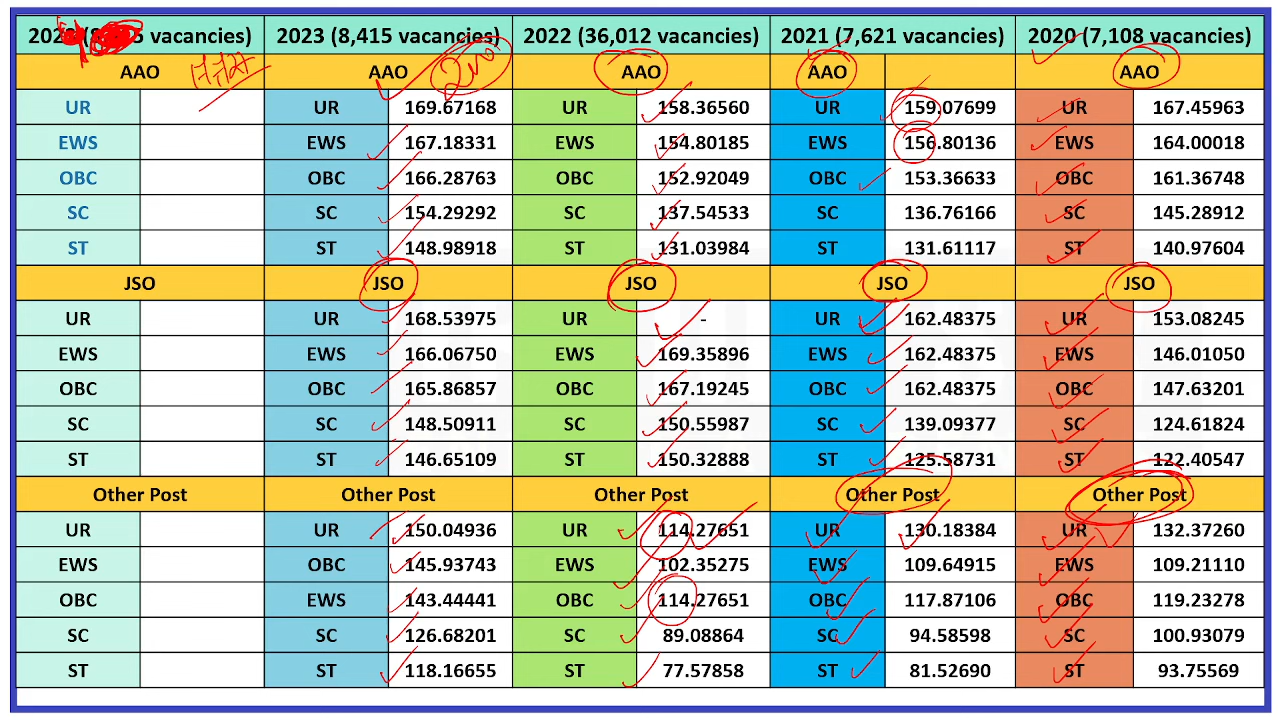 202 5 vacancies) 2023 (8,415 vacancies) 2022 (36,012 vacancies) 2021 (7,621 vacancies) 2020 (7,108 vacancies)
AAO AAO AAO AAO AAO
UR UR 169.67168 UR 158.36560 UR 159.07699 UR 167.45963
EWS EWS 167.18331 EWS 154.80185 EWS 156.80136 EWS 164.00018
OBC OBC 166.28763 OBC 152.92049 OBC 153.36633 OBC 161.36748
SC SC 154.29292 SC 137.54533 SC 136.76166 SC 145.28912
ST ST 148.98918 ST 131.03984 ST 131.61117 ST 140.97604
JSO JSO JSO JSO JSO
UR UR 168.53975 UR - UR 162.48375 UR 153.08245
EWS EWS 166.06750 EWS 169.35896 EWS 162.48375 EWS 146.01050
OBC OBC 165.86857 OBC 167.19245 OBC 162.48375 OBC 147.63201
SC SC 148.50911 SC 150.55987 SC 139.09377 SC 124.61824
ST ST 146.65109 ST 150.32888 ST 125.58731 ST 122.40547
Other Post Other Post Other Post Other Post Other Post
UR UR 150.04936 UR 114.27651 UR 130.18384 UR 132.37260
EWS OBC 145.93743 EWS 102.35275 EWS 109.64915 EWS 109.21110
OBC EWS 143.44441 OBC 114.27651 OBC 117.87106 OBC 119.23278
SC SC 126.68201 SC 89.08864 SC 94.58598 SC 100.93079
ST ST 118.16655 ST 77.57858 ST 81.52690 ST 93.75569